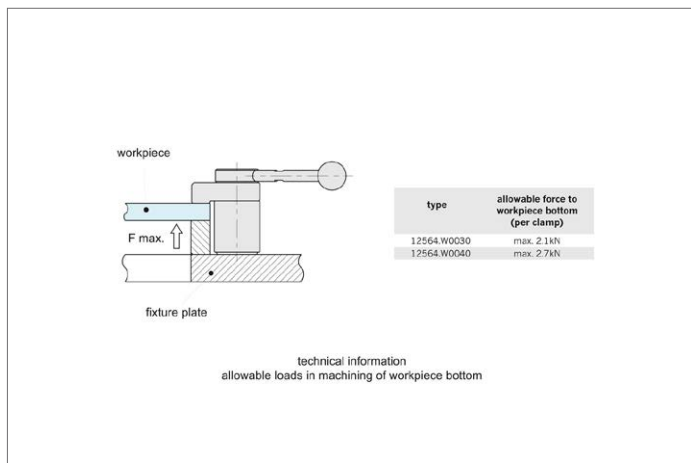 workpiece
F max.
fixture plate
type
allowable force to
workpiece bottom
(per clamp)
12564.W0030 max. 2.1kN
12564.W0040 max. 2.7kN
technical information
allowable loads in machining of workpiece bottom